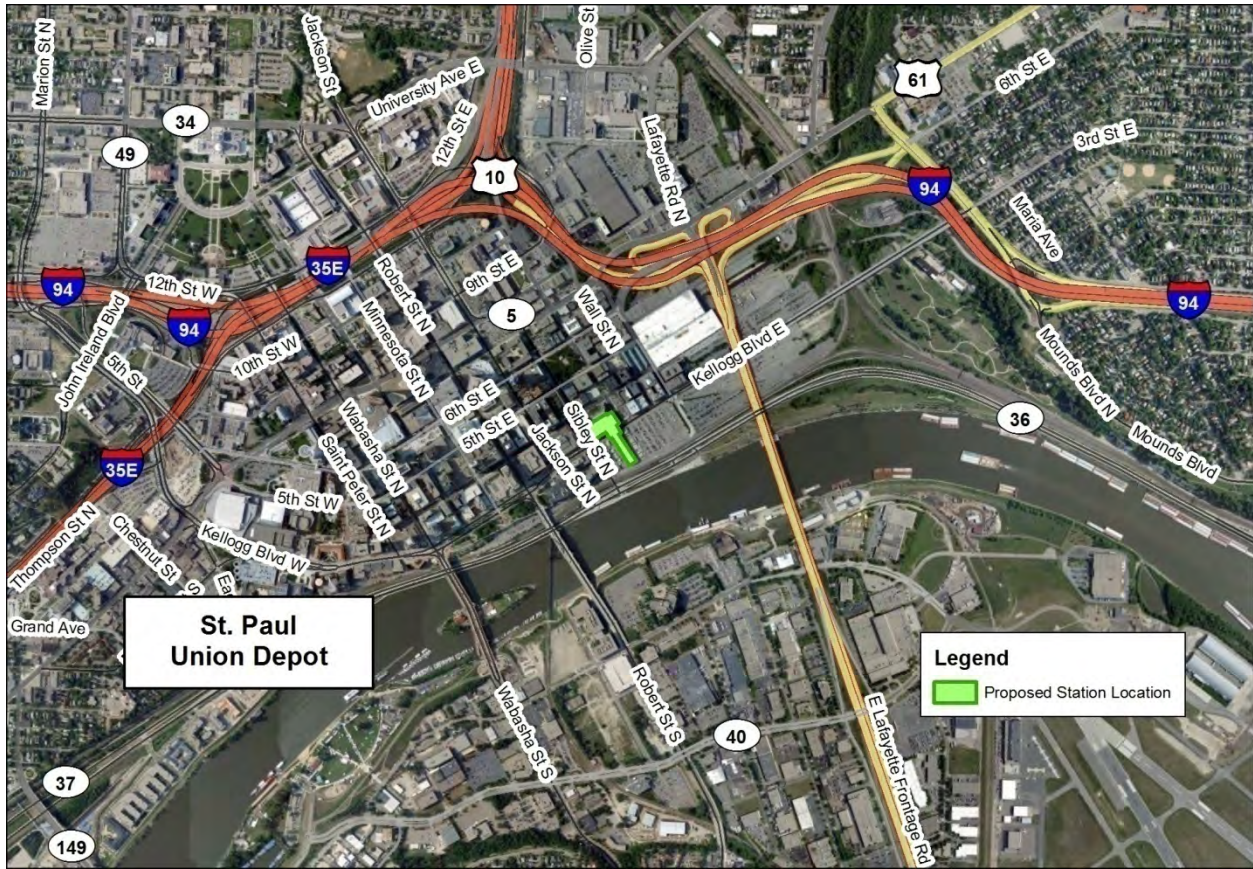 Marion St N
Jackson St
Olive St
61
6th St E
University Ave E
34
12th St E
Lafayette Rd N
3rd St E
49
10
94
Maria Ave
35E
9th St E
Robert St N
94
12th St W
94
94
5
Wall St N
Minnesota St N
John Ireland Blvd
5th St
10th St W
Kellogg Blvd E
Mounds Blvd N
6th St E
5th St E
Sibley St N
Jackson St N
36
Mounds Blvd
Wabasha St N
Saint Peter St N
35E
5th St W
Thompson St N
Chestnut St
Kellogg Blvd W
Grand Ave
St. Paul
Union Depot
Legend
Proposed Station Location
Robert St S
Wabasha St S
40
E Lafayette Frontage Rd
37
149